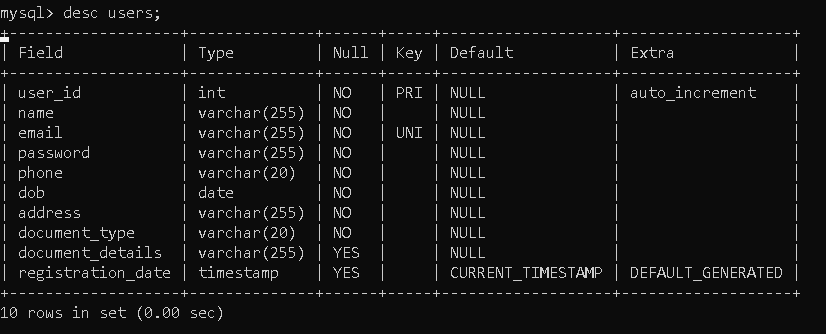 mysql> desc users;
+-------------------+--------------+------+-----+-------------------+-------------------+
| Field             | Type         | Null | Key | Default           | Extra             |
+-------------------+--------------+------+-----+-------------------+-------------------+
| user_id           | int          | NO   | PRI | NULL              | auto_increment    |
| name              | varchar(255) | NO   |     | NULL              |                   |
| email             | varchar(255) | NO   | UNI | NULL              |                   |
| password          | varchar(255) | NO   |     | NULL              |                   |
| phone             | varchar(20)  | NO   |     | NULL              |                   |
| dob               | date         | NO   |     | NULL              |                   |
| address           | varchar(255) | NO   |     | NULL              |                   |
| document_type     | varchar(20)  | NO   |     | NULL              |                   |
| document_details  | varchar(255) | YES  |     | NULL              |                   |
| registration_date | timestamp    | YES  |     | CURRENT_TIMESTAMP | DEFAULT_GENERATED |
+-------------------+--------------+------+-----+-------------------+-------------------+
10 rows in set (0.00 sec)